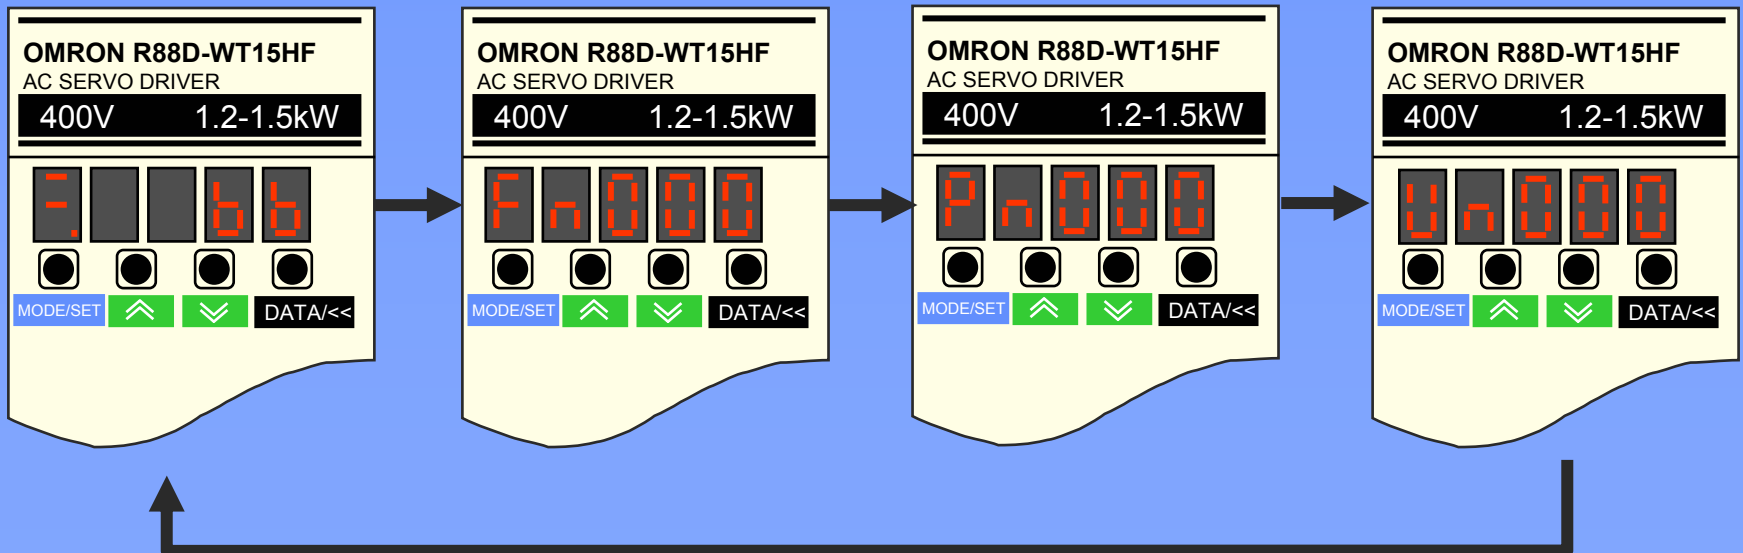 OMRON R88D-WT15HF
AC SERVO DRIVER
400V 1.2-1.5kW
bb
MODE/SET DATA/<<
OMRON R88D-WT15HF
AC SERVO DRIVER
400V 1.2-1.5kW
Fn000
MODE/SET DATA/<<
OMRON R88D-WT15HF
AC SERVO DRIVER
400V 1.2-1.5kW
Pn000
MODE/SET DATA/<<
OMRON R88D-WT15HF
AC SERVO DRIVER
400V 1.2-1.5kW
Un000
MODE/SET DATA/<<